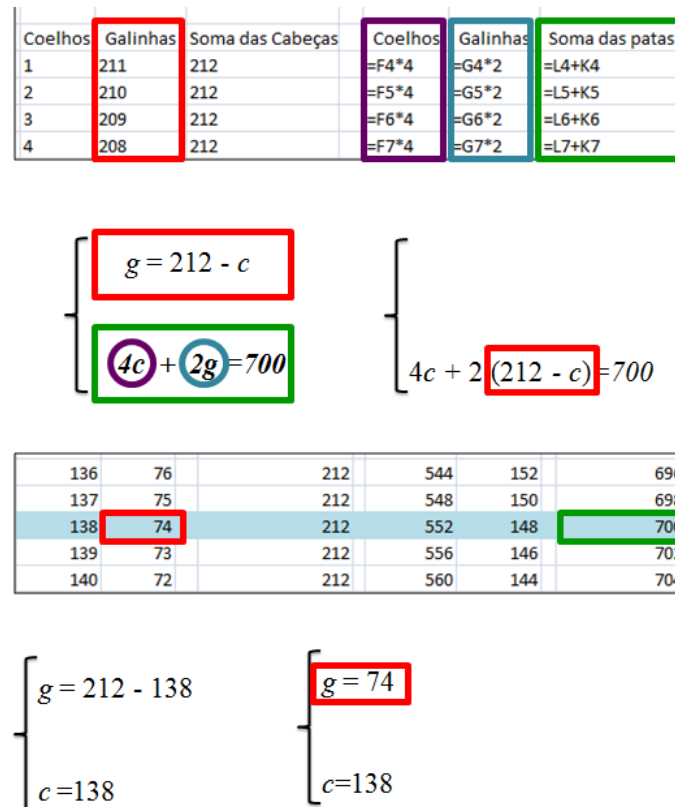 Coelhos Galinhas Soma das Cabeças Coelhos Galinhas Soma das patas
1 211 212 =F4*4 =G4*2 =L4+K4
2 210 212 =F5*4 =G5*2 =L5+K5
3 209 212 =F6*4 =G6*2 =L6+K6
4 208 212 =F7*4 =G7*2 =L7+K7
g = 212 - c
4c + 2g =700
4c + 2 (212 - c) =700
136 76 212 544 152
137 75 212 548 150
138 74 212 552 148
139 73 212 556 146
140 72 212 560 144 704
g = 212 - 138
c =138
g = 74
c=138